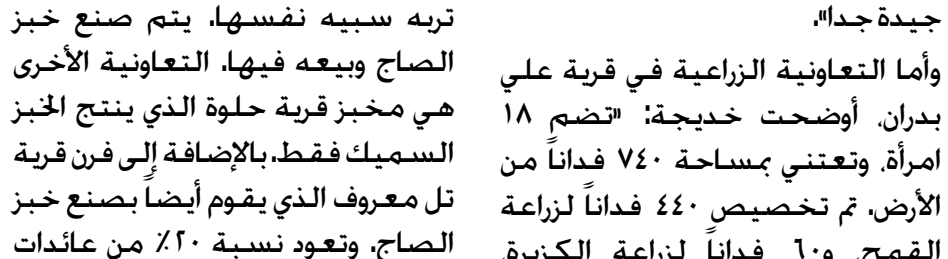 جيدة جدا".
وأما التعاونية الزراعية في قرية علي
بدران، أوضحت خديجة: "تضم ١٨
امرأة، وتعتني بمساحة ٧٤٠ فداناً من
الأرض. تم تخصيص ٤٤٠ فداناً لزراعة
القمح، و٦٠ فداناً لزراعة الكزبرة،
تربه سبيه نفسها. يتم صنع خبز
الصاج وبيعه فيها. التعاونية الأخرى
هي مخبز قرية حلوة الذي ينتج الخبز
السميك فقط. بالإضافة إلى فرن قرية
تل معروف الذي يقوم أيضاً بصنع خبز
الصاج. وتعود نسبة ٢٠٪ من عائدات